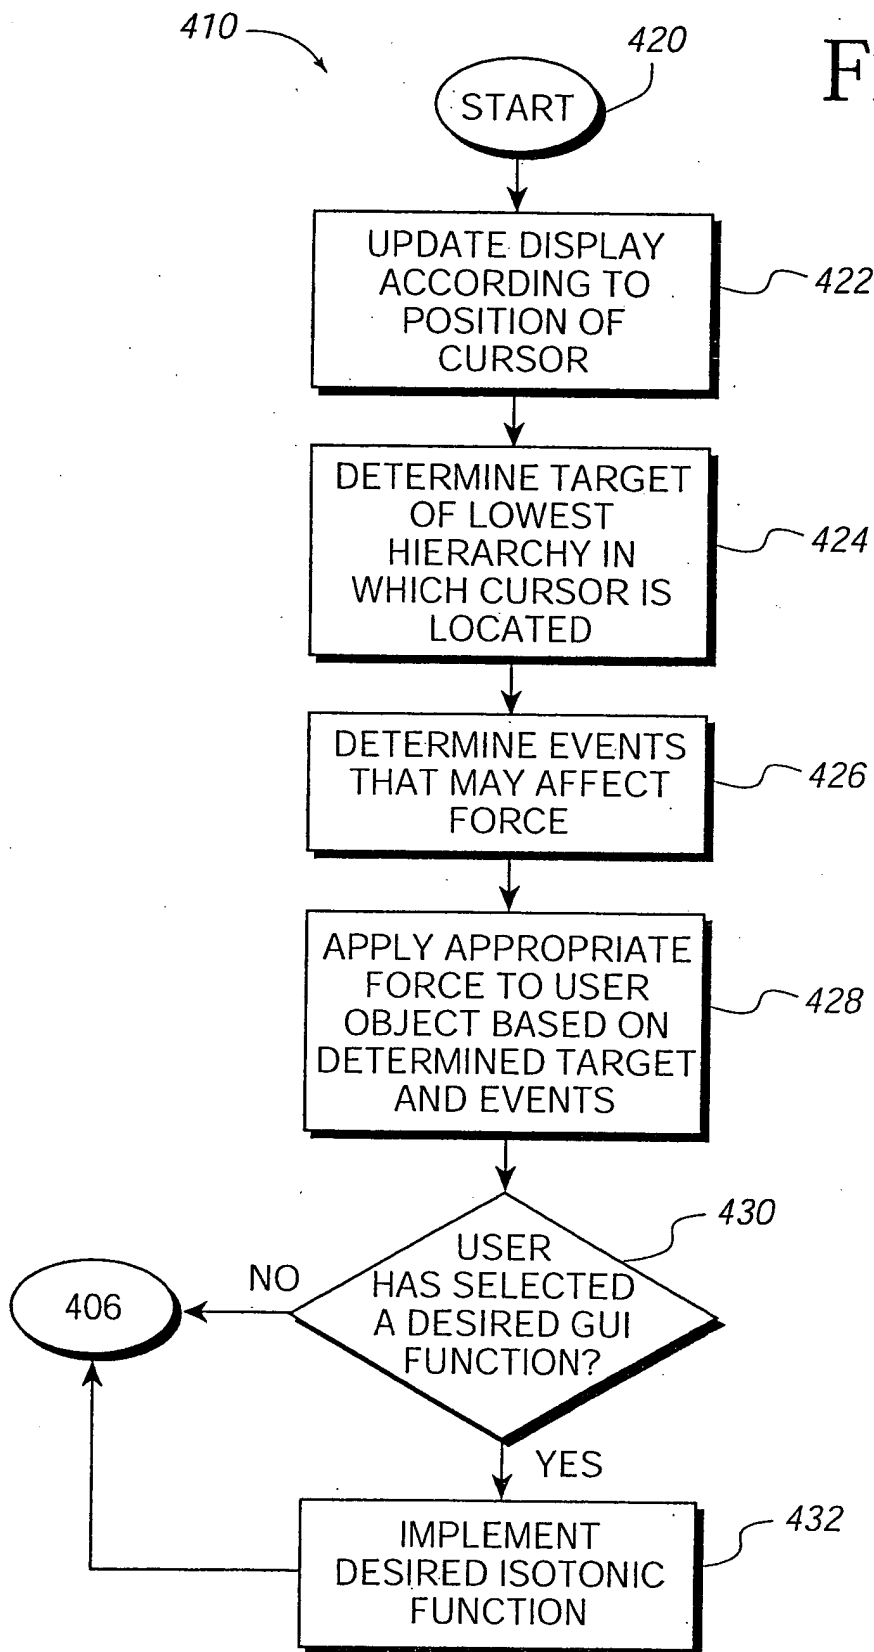 410
420
START
UPDATE DISPLAY
ACCORDING TO
POSITION OF
CURSOR
422
DETERMINE TARGET
OF LOWEST
HIERARCHY IN
WHICH CURSOR IS
LOCATED
424
DETERMINE EVENTS
THAT MAY AFFECT
FORCE
426
APPLY APPROPRIATE
FORCE TO USER
OBJECT BASED ON
DETERMINED TARGET
AND EVENTS
428
430
USER
HAS SELECTED
A DESIRED GUI
FUNCTION?
NO
406
YES
IMPLEMENT
DESIRED ISOTONIC
FUNCTION
432